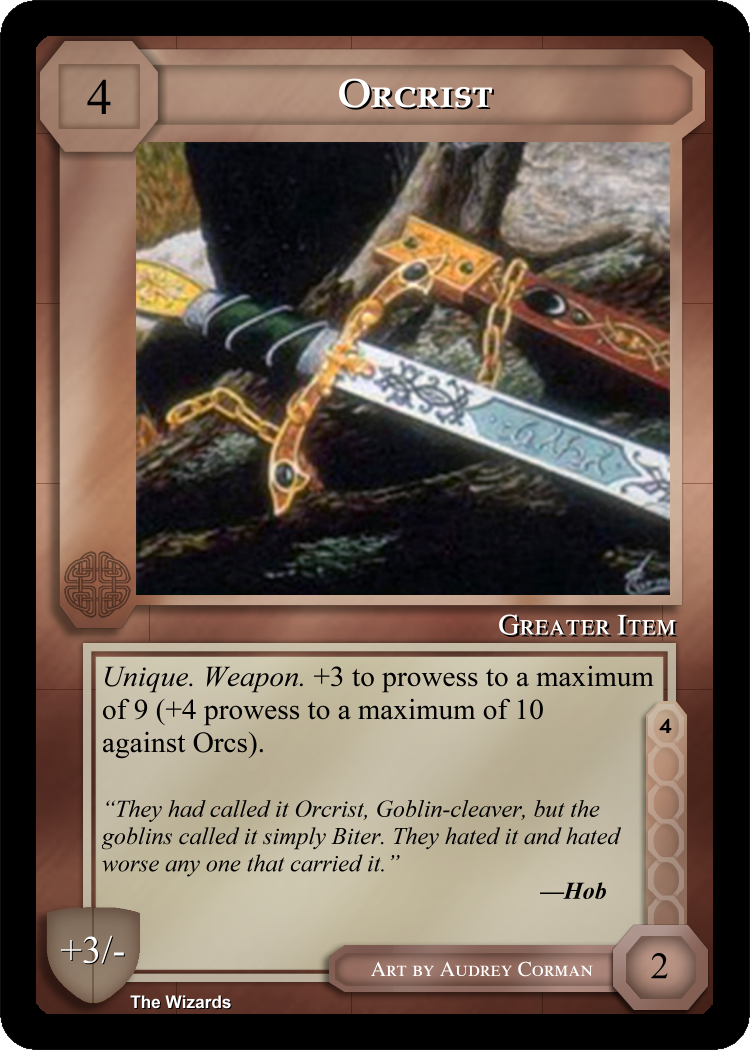 4
Orcrist
Greater Item
Unique. Weapon. +3 to prowess to a maximum
of 9 (+4 prowess to a maximum of 10
against Orcs).
4
“They had called it Orcrist, Goblin-cleaver, but the
goblins called it simply Biter. They hated it and hated
worse any one that carried it.”
—Hob
+3/-
Art by Audrey Corman
2
The Wizards